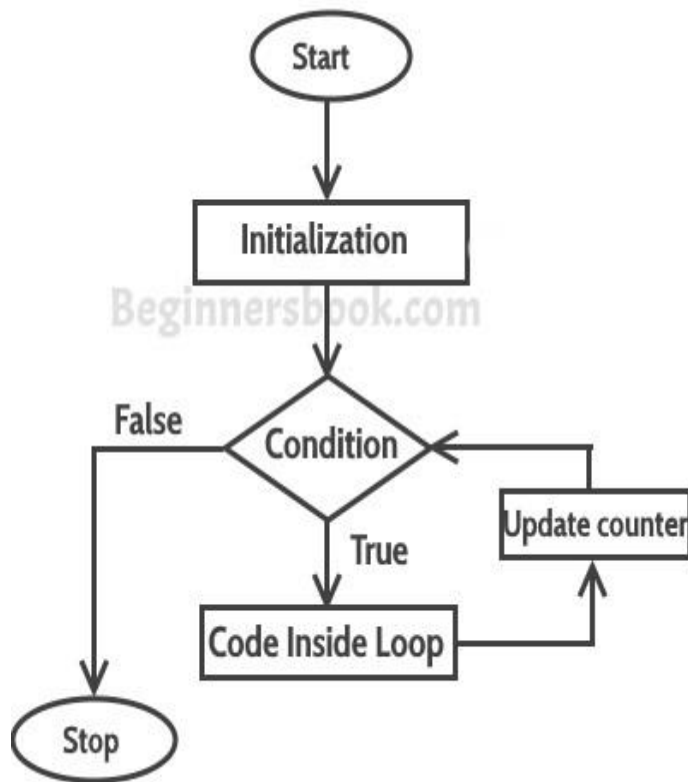 Start
Initialization
Beginnersbook.com
False
Condition
Update counter
True
Code Inside Loop
Stop